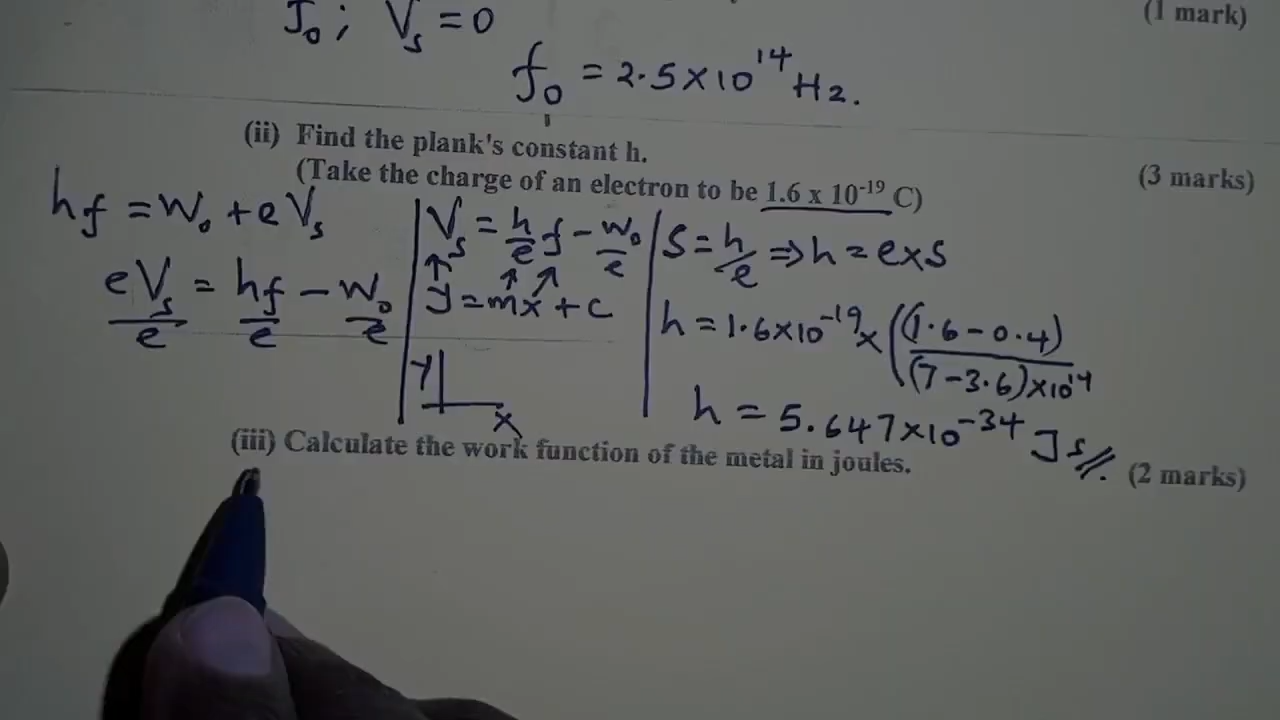 f₀ ; Vₛ = 0
(1 mark)
f₀ = 2.5 × 10¹⁴ Hz.
(ii) Find the plank's constant h.
(Take the charge of an electron to be 1.6 x 10⁻¹⁹ C)
(3 marks)
hf = W₀ + eVₛ
eVₛ/e = hf/e − W₀/e
Vₛ = h/e f − W₀/e
y = mx + c
y
x
S = h/e ⇒ h = e × S
h = 1.6 × 10⁻¹⁹ × ((1.6 − 0.4)/(7 − 3.6) × 10¹⁴
h = 5.647 × 10⁻³⁴ Js//.
(iii) Calculate the work function of the metal in joules.
(2 marks)